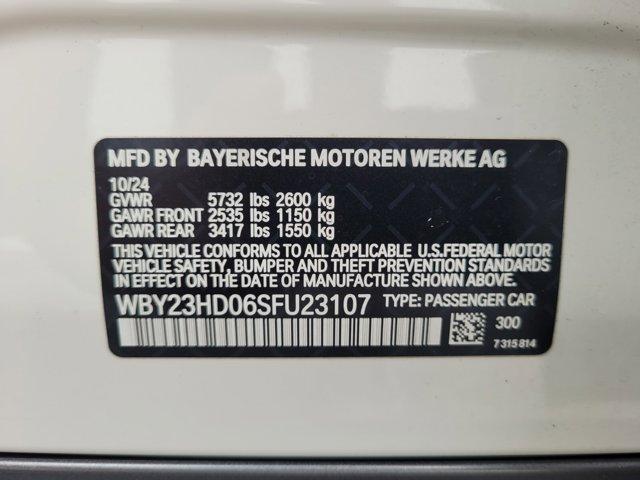 MFD BY BAYERISCHE MOTOREN WERKE AG
10/24
GVWR 5732 lbs 2600 kg
GAWR FRONT 2535 lbs 1150 kg
GAWR REAR 3417 lbs 1550 kg
THIS VEHICLE CONFORMS TO ALL APPLICABLE U.S.FEDERAL MOTOR
VEHICLE SAFETY, BUMPER AND THEFT PREVENTION STANDARDS
IN EFFECT ON THE DATE OF MANUFACTURE SHOWN ABOVE.
WBY23HD06SFU23107 TYPE: PASSENGER CAR
300
7 315 814